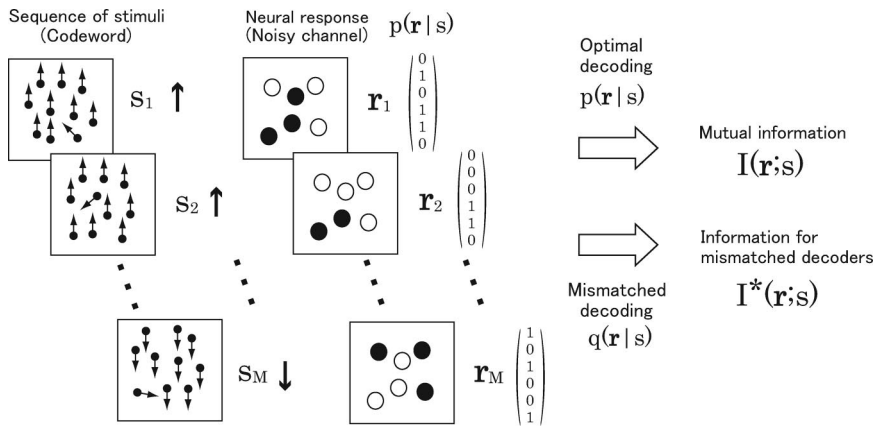 Sequence of stimuli
(Codeword)
Neural response
(Noisy channel)
p(r|s)
s1
r1
0
1
0
1
1
0
s2
r2
0
0
0
1
1
0
sM
rM
1
0
1
0
0
1
Optimal
decoding
p(r|s)
Mutual information
I(r;s)
Mismatched
decoding
q(r|s)
Information for
mismatched decoders
I*(r;s)